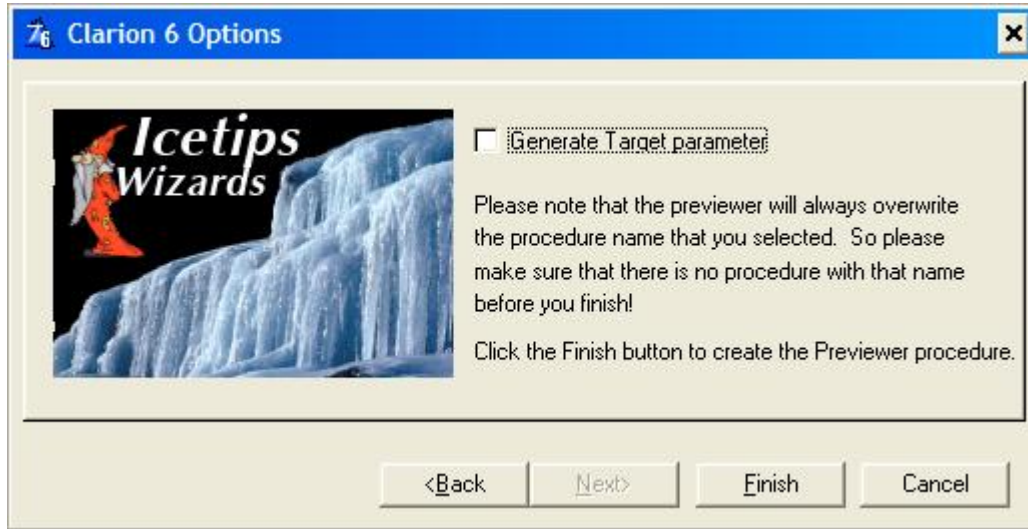 Clarion 6 Options
Icetips
Wizards
Generate Target parameter
Please note that the previewer will always overwrite
the procedure name that you selected.  So please
make sure that there is no procedure with that name
before you finish!
Click the Finish button to create the Previewer procedure.
<Back
Next>
Finish
Cancel